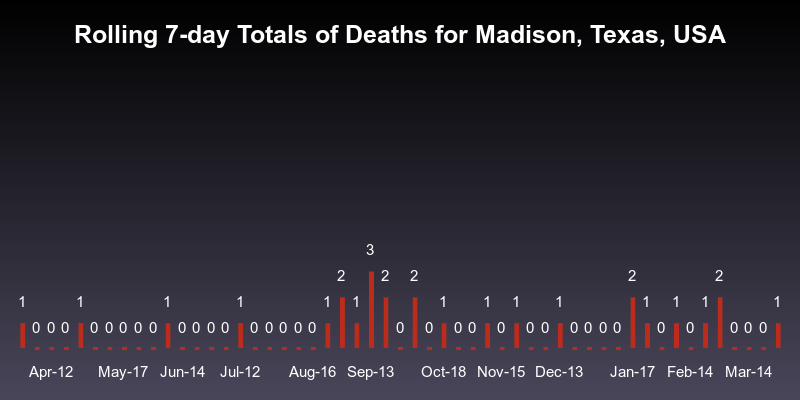 Rolling 7-day Totals of Deaths for Madison, Texas, USA
3
2 2 2 2 2
1 1 1 1 1 1 1 1 1 1 1 1 1 1
0 0 0 0 0 0 0 0 0 0 0 0 0 0 0 0 0 0 0 0 0 0 0 0 0 0 0 0 0 0 0 0 0
Apr-12 May-17 Jun-14 Jul-12 Aug-16 Sep-13 Oct-18 Nov-15 Dec-13 Jan-17 Feb-14 Mar-14